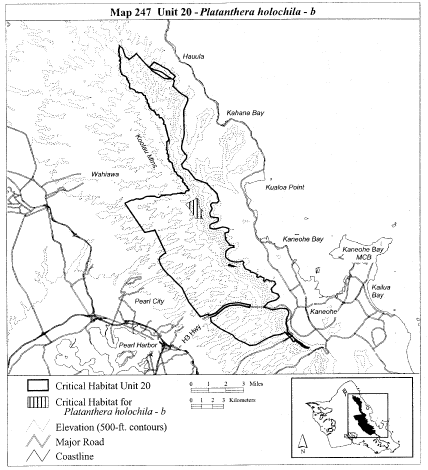 Map 247 Unit 20 - Platanthera holochila - b
Hauula
Kahana Bay
Koolau Mtns
Wahiawa
Kualoa Point
Kaneohe Bay
Kaneohe Bay
MCB
Kailua
Bay
Pearl City
Kaneohe
H3 Hwy
Pearl Harbor
Critical Habitat Unit 20
Critical Habitat for
Platanthera holochila - b
Elevation (500-ft. contours)
Major Road
Coastline
0 1 2 3 Miles
0 1 2 3 Kilometers
N